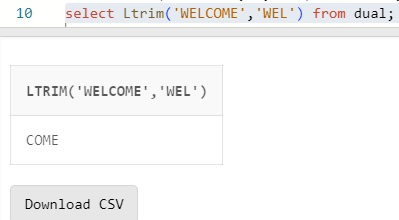 10 select Ltrim('WELCOME','WEL') from dual;
LTRIM('WELCOME','WEL')
COME
Download CSV